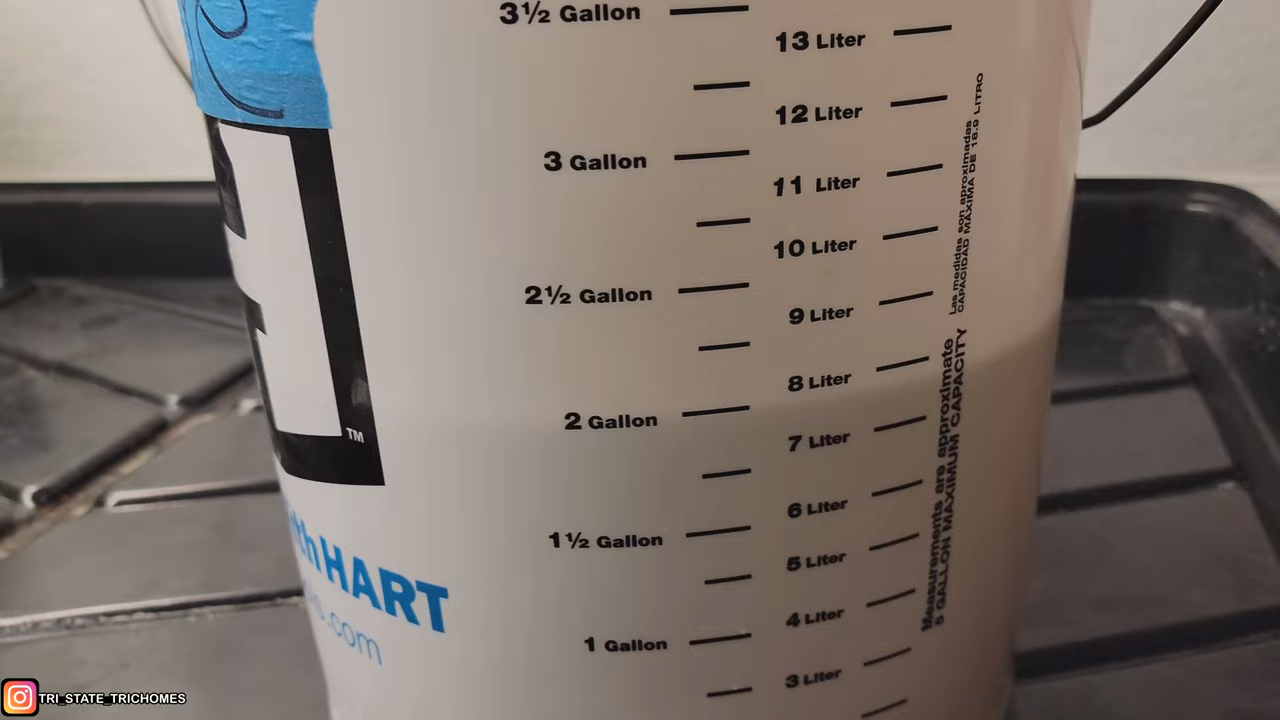 3½ Gallon
13 Liter
12 Liter
3 Gallon
11 Liter
10 Liter
2½ Gallon
9 Liter
8 Liter
2 Gallon
7 Liter
6 Liter
1½ Gallon
5 Liter
4 Liter
1 Gallon
3 Liter
Las medidas son aproximadas
CAPACIDAD MÁXIMA DE 18.9 LITRO
Measurements are approximate
5 GALLON MAXIMUM CAPACITY
TM
HART
.com
TRI_STATE_TRICHOMES